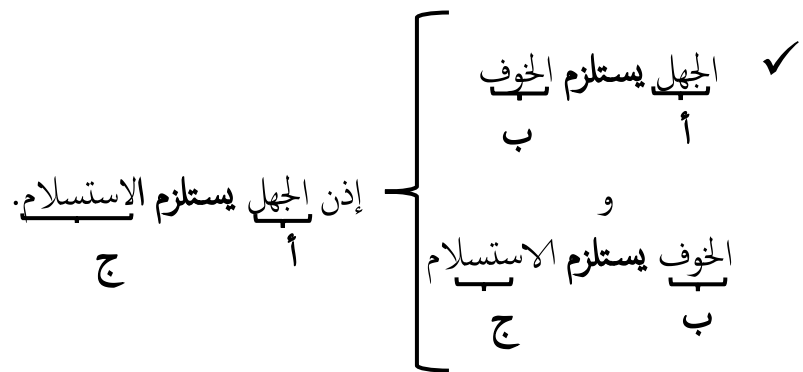 ✓ الجهل يستلزم الخوف
أ ب
و
الخوف يستلزم الاستسلام
ب ج
إذن الجهل يستلزم الاستسلام.
أ ج